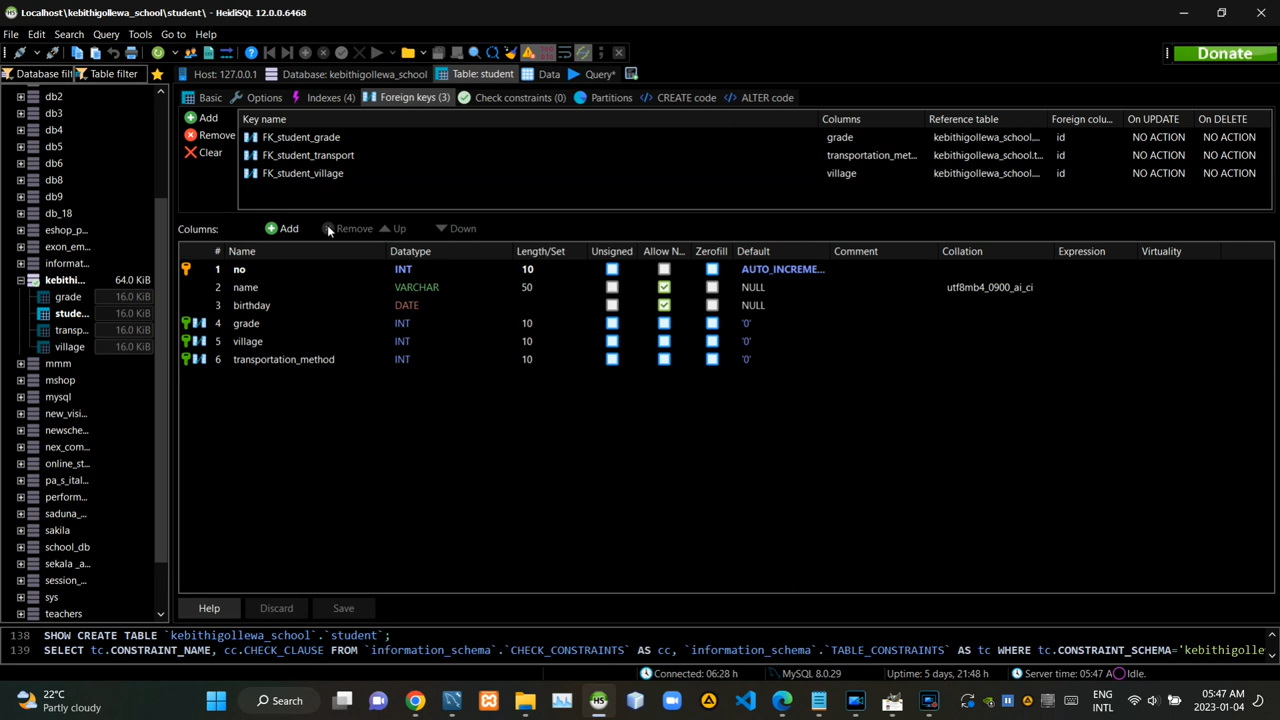 Localhost\kebithigollewa_school\student\ - HeidiSQL 12.0.0.6468
File Edit Search Query Tools Go to Help
Donate
Database filt Table filter Host: 127.0.0.1 Database: kebithigollewa_school Table: student Data Query*
Basic Options Indexes (4) Foreign keys (3) Check constraints (0) Partitions CREATE code ALTER code
Add Key name Columns Reference table Foreign colu... On UPDATE On DELETE
Remove FK_student_grade grade kebithigollewa_school.... id NO ACTION NO ACTION
Clear FK_student_transport transportation_met... kebithigollewa_school.t... id NO ACTION NO ACTION
FK_student_village village kebithigollewa_school.... id NO ACTION NO ACTION
Columns: Add Remove Up Down
# Name Datatype Length/Set Unsigned Allow N... Zerofill Default Comment Collation Expression Virtuality
1 no INT 10 AUTO_INCREME...
2 name VARCHAR 50 NULL utf8mb4_0900_ai_ci
3 birthday DATE NULL
4 grade INT 10 '0'
5 village INT 10 '0'
6 transportation_method INT 10 '0'
db2
db3
db4
db5
db6
db8
db9
db_18
eshop_p...
exon_em...
informat...
kebithi... 64.0 KiB
grade 16.0 KiB
stude... 16.0 KiB
transp... 16.0 KiB
village 16.0 KiB
mmm
mshop
mysql
new_visi...
newsche...
nex_com...
online_st...
pa_s_ital...
perform...
saduna_...
sakila
school_db
sekala _a...
session_...
sys
teachers
Help Discard Save
138 SHOW CREATE TABLE `kebithigollewa_school`.`student`;
139 SELECT tc.CONSTRAINT_NAME, cc.CHECK_CLAUSE FROM `information_schema`.`CHECK_CONSTRAINTS` AS cc, `information_schema`.`TABLE_CONSTRAINTS` AS tc WHERE tc.CONSTRAINT_SCHEMA='kebithigolle
Connected: 06:28 h MySQL 8.0.29 Uptime: 5 days, 21:48 h Server time: 05:47 A Idle.
22°C
Partly cloudy
Search
ENG
INTL
05:47 AM
2023-01-04